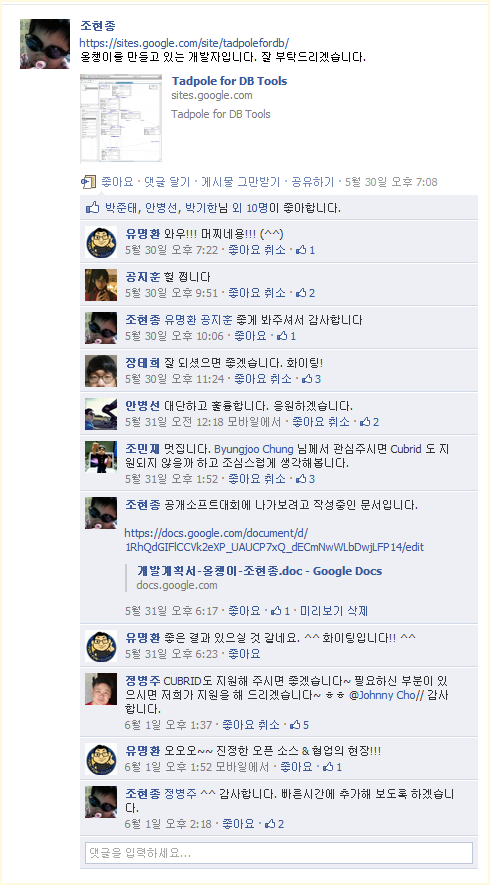 조현종
https://sites.google.com/site/tadpolefordb/
올챙이를 만들고 있는 개발자입니다. 잘 부탁드리겠습니다.
Tadpole for DB Tools
sites.google.com
Tadpole for DB Tools
좋아요 · 댓글 달기 · 게시물 그만받기 · 공유하기 · 5월 30일 오후 7:08
박준태, 안병선, 박기한님 외 10명이 좋아합니다.
유명환 와우!!! 머찌네용!!! (^^)
5월 30일 오후 7:22 · 좋아요 취소 · 1
공지훈 헐 쩝니다
5월 30일 오후 9:51 · 좋아요 취소 · 2
조현종 유명환 공지훈 좋게 봐주셔서 감사합니다
5월 30일 오후 10:06 · 좋아요 · 1
장태희 잘 되셨으면 좋겠습니다. 화이팅!
5월 30일 오후 11:24 · 좋아요 취소 · 3
안병선 대단하고 훌륭합니다. 응원하겠습니다.
5월 31일 오전 12:18 모바일에서 · 좋아요 취소 · 2
조민재 멋집니다. Byungjoo Chung 님께서 관심주시면 Cubrid 도 지
원되지 않을까 하고 조심스럽게 생각해봅니다.
5월 31일 오후 1:52 · 좋아요 취소 · 3
조현종 공개소프트대회에 나가보려고 작성중인 문서입니다.
https://docs.google.com/document/d/
1RhQdGIFlCCVk2eXP_UAUCP7xQ_dECmNwWLbDwjLFP14/edit
개발계획서-올챙이-조현종.doc - Google Docs
docs.google.com
5월 31일 오후 6:17 · 좋아요 · 1 · 미리보기 삭제
유명환 좋은 결과 있으실 것 같네요. ^^ 화이팅입니다!! ^^
5월 31일 오후 6:23 · 좋아요
정병주 CUBRID도 지원해 주시면 좋겠습니다~ 필요하신 부분이 있
으시면 저희가 지원을 해 드리겠습니다~ ㅎㅎ @Johnny Cho// 감사
합니다.
6월 1일 오후 1:37 · 좋아요 취소 · 5
유명환 오오오~~ 진정한 오픈 소스 & 협업의 현장!!!
6월 1일 오후 1:52 모바일에서 · 좋아요 · 1
조현종 정병주 ^^ 감사합니다. 빠른시간에 추가해 보도록 하겠습니
다.
6월 1일 오후 2:18 · 좋아요 · 2
댓글을 입력하세요...